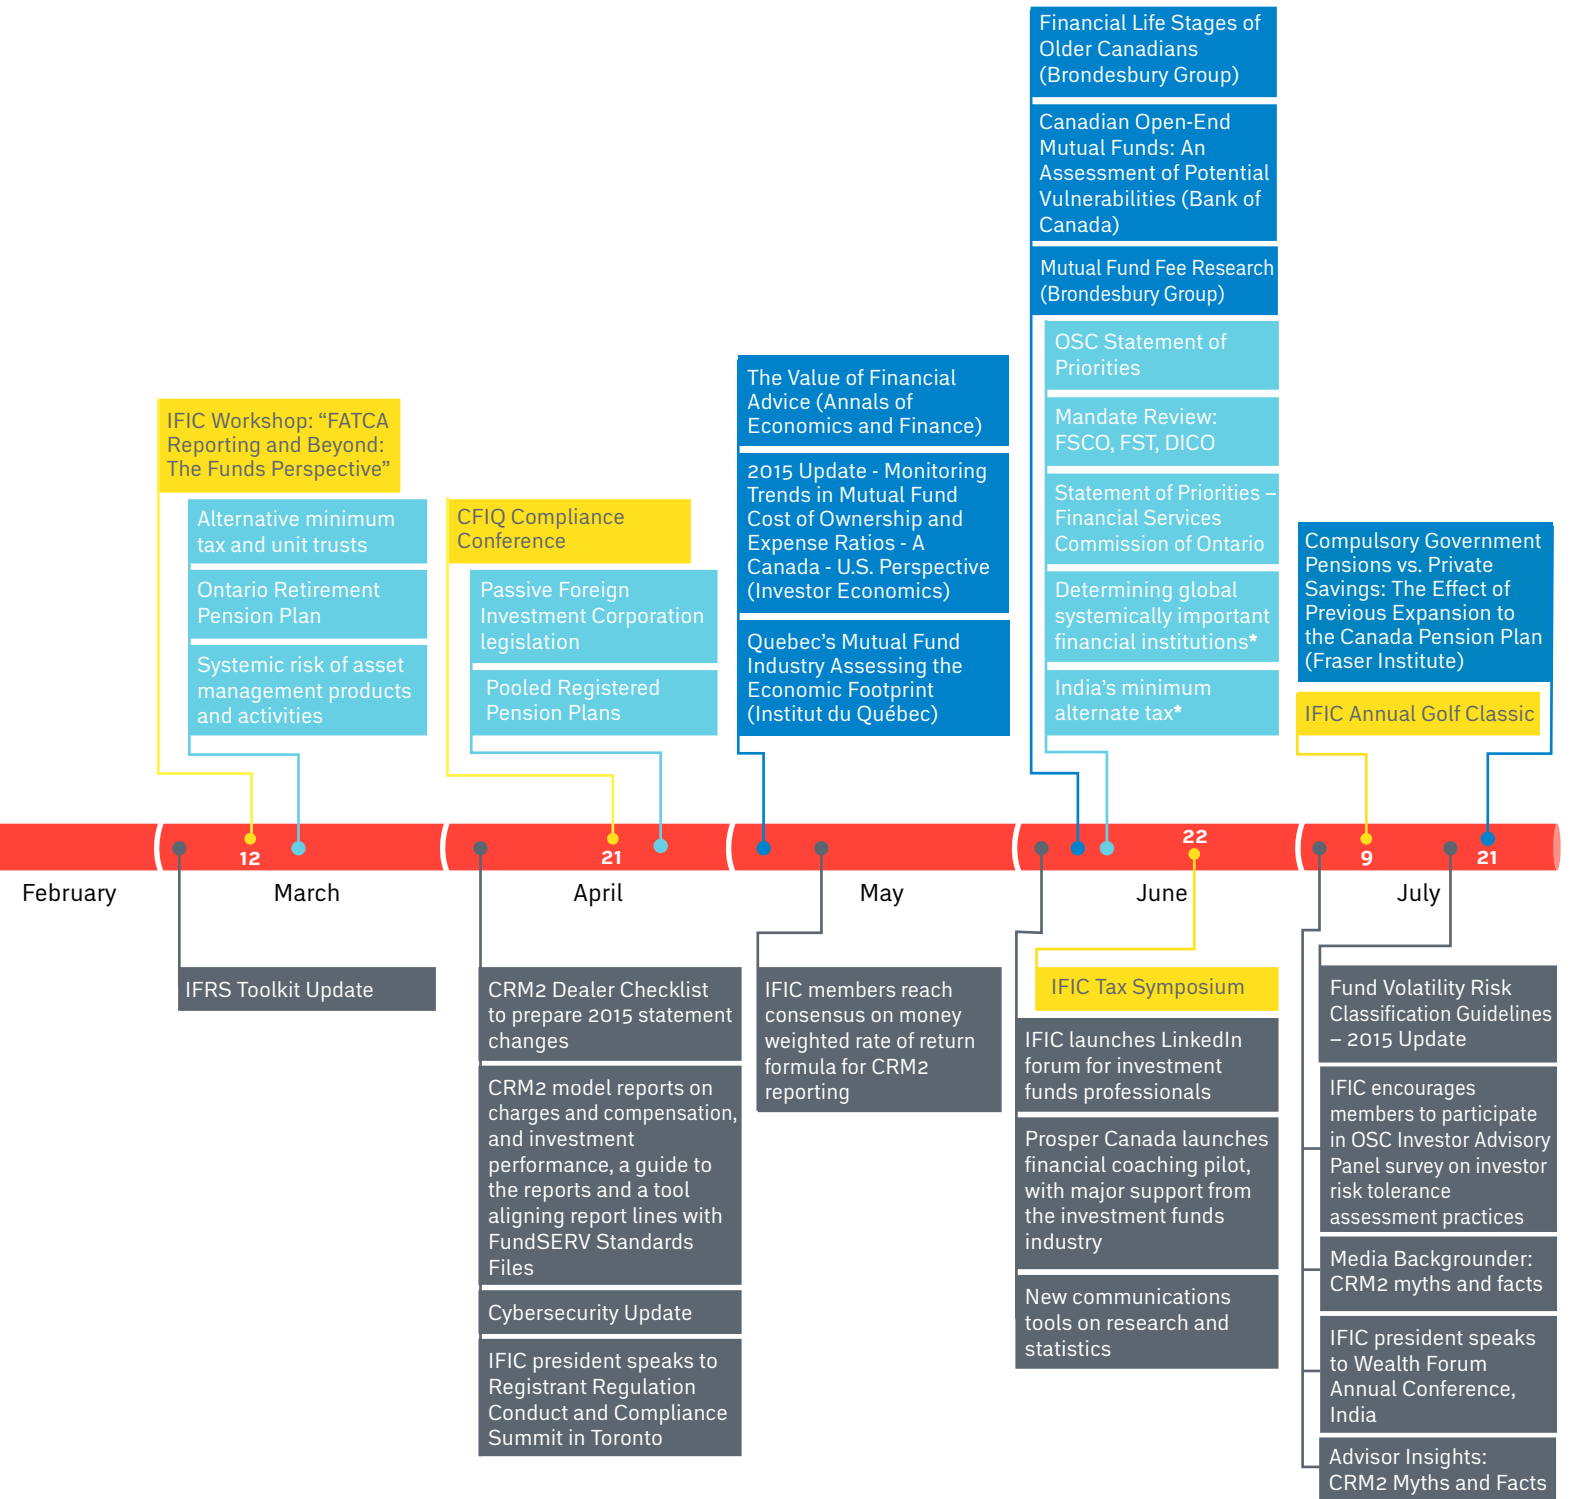 Financial Life Stages of
Older Canadians
(Brondesbury Group)
Canadian Open-End
Mutual Funds: An
Assessment of Potential
Vulnerabilities (Bank of
Canada)
Mutual Fund Fee Research
(Brondesbury Group)
OSC Statement of
Priorities
Mandate Review:
FSCO, FST, DICO
Statement of Priorities –
Financial Services
Commission of Ontario
Determining global
systemically important
financial institutions*
India's minimum
alternate tax*
The Value of Financial
Advice (Annals of
Economics and Finance)
2015 Update - Monitoring
Trends in Mutual Fund
Cost of Ownership and
Expense Ratios - A
Canada - U.S. Perspective
(Investor Economics)
Quebec's Mutual Fund
Industry Assessing the
Economic Footprint
(Institut du Québec)
IFIC Workshop: “FATCA
Reporting and Beyond:
The Funds Perspective”
Alternative minimum
tax and unit trusts
Ontario Retirement
Pension Plan
Systemic risk of asset
management products
and activities
CFIQ Compliance
Conference
Passive Foreign
Investment Corporation
legislation
Pooled Registered
Pension Plans
Compulsory Government
Pensions vs. Private
Savings: The Effect of
Previous Expansion to
the Canada Pension Plan
(Fraser Institute)
IFIC Annual Golf Classic
12
21
22
9
21
February
March
April
May
June
July
IFRS Toolkit Update
CRM2 Dealer Checklist
to prepare 2015 statement
changes
CRM2 model reports on
charges and compensation,
and investment
performance, a guide to
the reports and a tool
aligning report lines with
FundSERV Standards
Files
Cybersecurity Update
IFIC president speaks to
Registrant Regulation
Conduct and Compliance
Summit in Toronto
IFIC members reach
consensus on money
weighted rate of return
formula for CRM2
reporting
IFIC Tax Symposium
IFIC launches LinkedIn
forum for investment
funds professionals
Prosper Canada launches
financial coaching pilot,
with major support from
the investment funds
industry
New communications
tools on research and
statistics
Fund Volatility Risk
Classification Guidelines
– 2015 Update
IFIC encourages
members to participate
in OSC Investor Advisory
Panel survey on investor
risk tolerance
assessment practices
Media Backgrounder:
CRM2 myths and facts
IFIC president speaks
to Wealth Forum
Annual Conference,
India
Advisor Insights:
CRM2 Myths and Facts